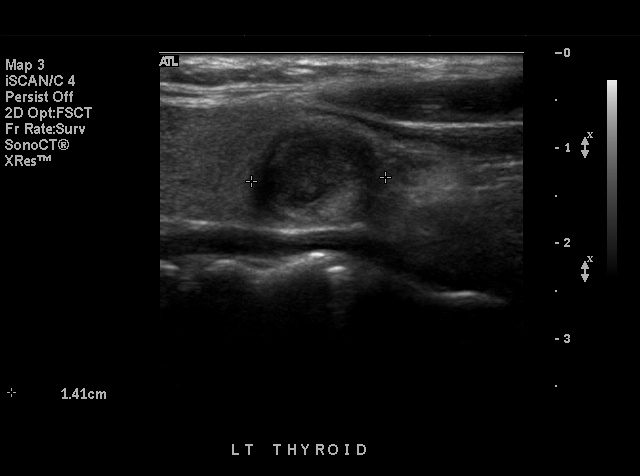 ATL
Map 3
iSCAN/C 4
Persist Off
2D Opt:FSCT
Fr Rate:Surv
SonoCT®
XRes™
0
1
x
2
x
3
1.41cm
LT THYROID